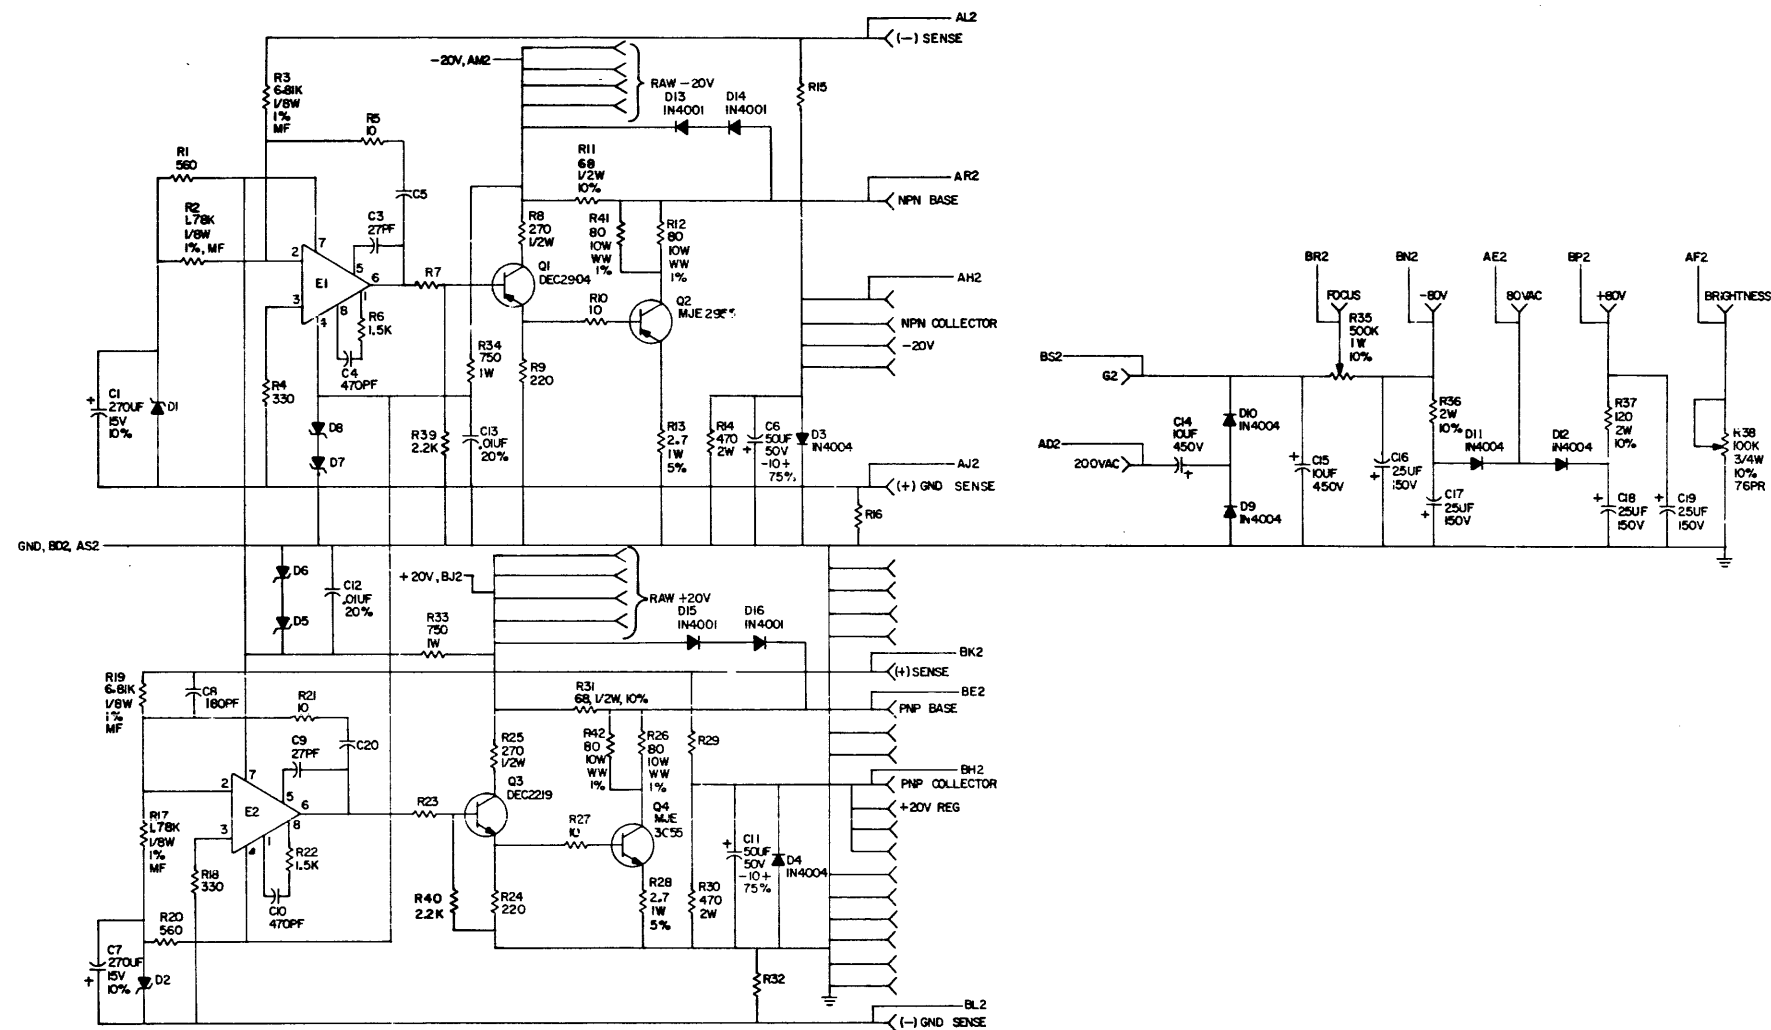 AL2
(-) SENSE
-20V, AM2
RAW -20V
R3
6.81K
1/8W
1%
MF
R5
10
D13
IN4001
D14
IN4001
R15
R1
560
R2
1.78K
1/8W
1%, MF
C5
C3
27PF
R11
68
1/2W
10%
AR2
NPN BASE
R8
270
1/2W
R41
80
10W
WW
1%
R12
80
10W
WW
1%
2
7
5
6
E1
3
1
8
4
R7
Q1
DEC2904
R6
1.5K
C4
470PF
R10
10
Q2
MJE 2955
AH2
NPN COLLECTOR
-20V
R34
750
1W
R9
220
R4
330
C1
270UF
15V
10%
+
D1
D8
D7
R39
2.2K
C13
.01UF
20%
R13
2.7
1W
5%
R14
470
2W
C6
50UF
50V
-10+
75%
+
D3
IN4004
AJ2
(+) GND SENSE
R16
BR2
BN2
AE2
BP2
AF2
FOCUS
-80V
80VAC
+80V
BRIGHTNESS
R35
500K
1W
10%
BS2
G2
AD2
200VAC
C14
10UF
450V
+
D10
IN4004
D9
IN4004
C15
10UF
450V
+
C16
25UF
150V
+
R36
2W
10%
D11
IN4004
D12
IN4004
C17
25UF
150V
+
R37
120
2W
10%
C18
25UF
150V
+
C19
25UF
150V
+
R38
100K
3/4W
10%
76PR
GND, BD2, AS2
D6
D5
C12
.01UF
20%
+20V, BJ2
RAW +20V
R33
750
1W
D15
IN4001
D16
IN4001
BK2
(+) SENSE
R19
6.81K
1/8W
1%
MF
C8
180PF
R21
10
C9
27PF
C20
R31
68, 1/2W, 10%
BE2
PNP BASE
R25
270
1/2W
R42
80
10W
WW
1%
R26
80
10W
WW
1%
R29
BH2
PNP COLLECTOR
+20V REG
2
7
5
6
E2
3
1
8
4
R23
Q3
DEC2219
R17
1.78K
1/8W
1%
MF
R18
330
R22
1.5K
C10
470PF
R27
10
Q4
MJE
3055
C11
50UF
50V
-10+
75%
+
D4
IN4004
R40
2.2K
R24
220
R28
2.7
1W
5%
R30
470
2W
R20
560
C7
270UF
15V
10%
+
D2
R32
BL2
(-) GND SENSE